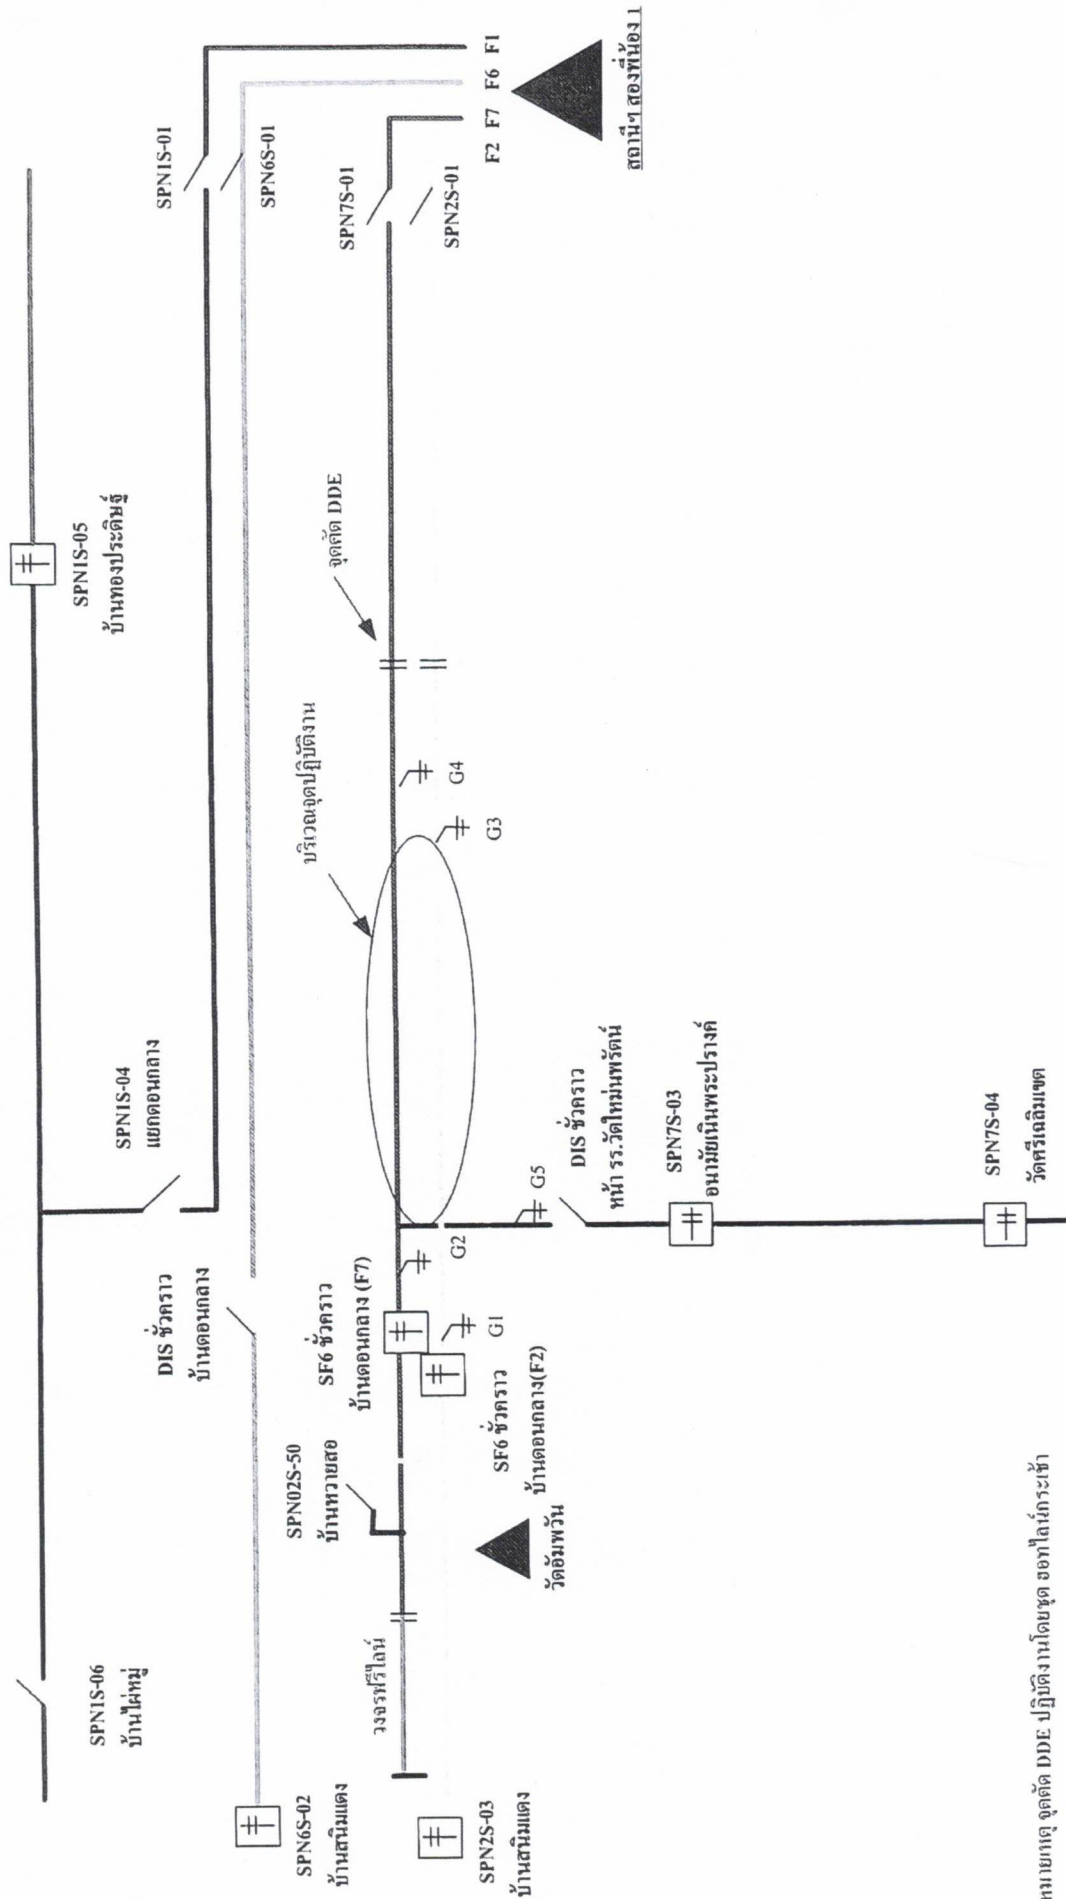 SPN1S-06
บ้านไผ่หมู่
SPN1S-05
บ้านทองประดิษฐ์
SPN1S-04
แยกดอนกลาง
SPN1S-01
SPN6S-01
DIS ชั่วคราว
บ้านดอนกลาง
SPN6S-02
บ้านสนิมแดง
SPN7S-01
SPN2S-01
F2 F7 F6 F1
สถานีฯ สองพี่น้อง 1
จุดตัด DDE
บริเวณจุดปฏิบัติงาน
SF6 ชั่วคราว
บ้านดอนกลาง (F7)
SPN02S-50
บ้านหวายสอ
วงจรฟรีไลน์
SPN2S-03
บ้านสนิมแดง
วัดอัมพวัน
SF6 ชั่วคราว
บ้านดอนกลาง(F2)
G1
G2
G5
G3
G4
DIS ชั่วคราว
หน้า รร.วัดใหม่นพรัตน์
SPN7S-03
อนามัยเนินพระปรางค์
SPN7S-04
วัดศรีเฉลิมเขต
หมายเหตุ จุดตัด DDE ปฏิบัติงานโดยชุด ฮอทไลน์กระเช้า